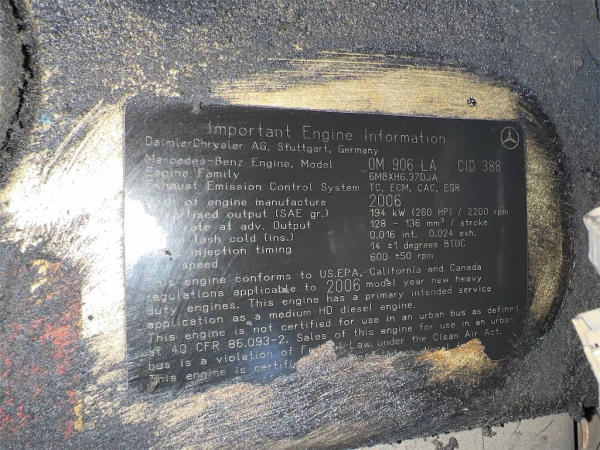 Important Engine Information
DaimlerChrysler AG, Stuttgart, Germany
Mercedes-Benz Engine, Model OM 906 LA CID 388
Engine Family 6MBXH6.37DJA
Exhaust Emission Control System TC, ECM, CAC, EGR
of engine manufacture 2006
output (SAE gr.) 194 kW (260 HP) / 2200 rpm
rate at adv. Output 128 - 136 mm³ / stroke
lash cold (ins.) 0.016 int. 0.024 exh.
injection timing 14 ±1 degrees BTDC
speed 600 ±50 rpm
engine conforms to US.EPA, California and Canada
regulations applicable to 2006 model year new heavy
duty engines. This engine has a primary intended service
application as a medium HD diesel engine.
This engine is not certified for use in an urban bus as defined
at 40 CFR 86.093-2. Sales of this engine for use in an urban
bus is a violation of Law under the Clean Air Act.
This engine is